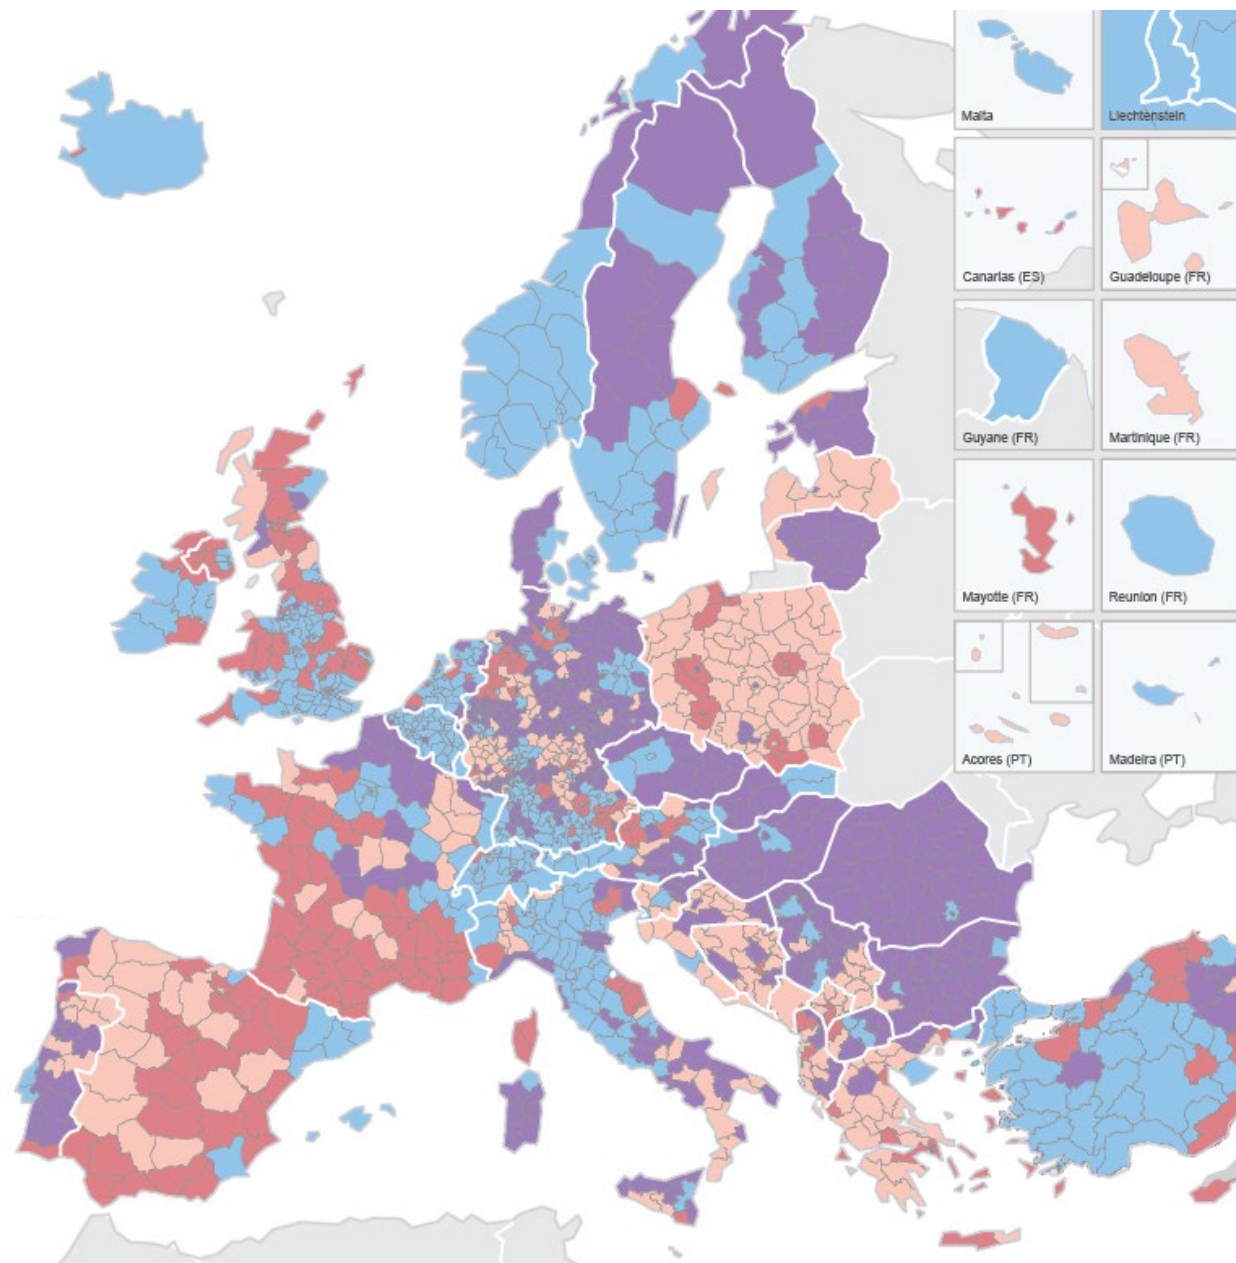 Malta
Liechtenstein
Canarias (ES)
Guadeloupe (FR)
Guyane (FR)
Martinique (FR)
Mayotte (FR)
Reunion (FR)
Acores (PT)
Madeira (PT)